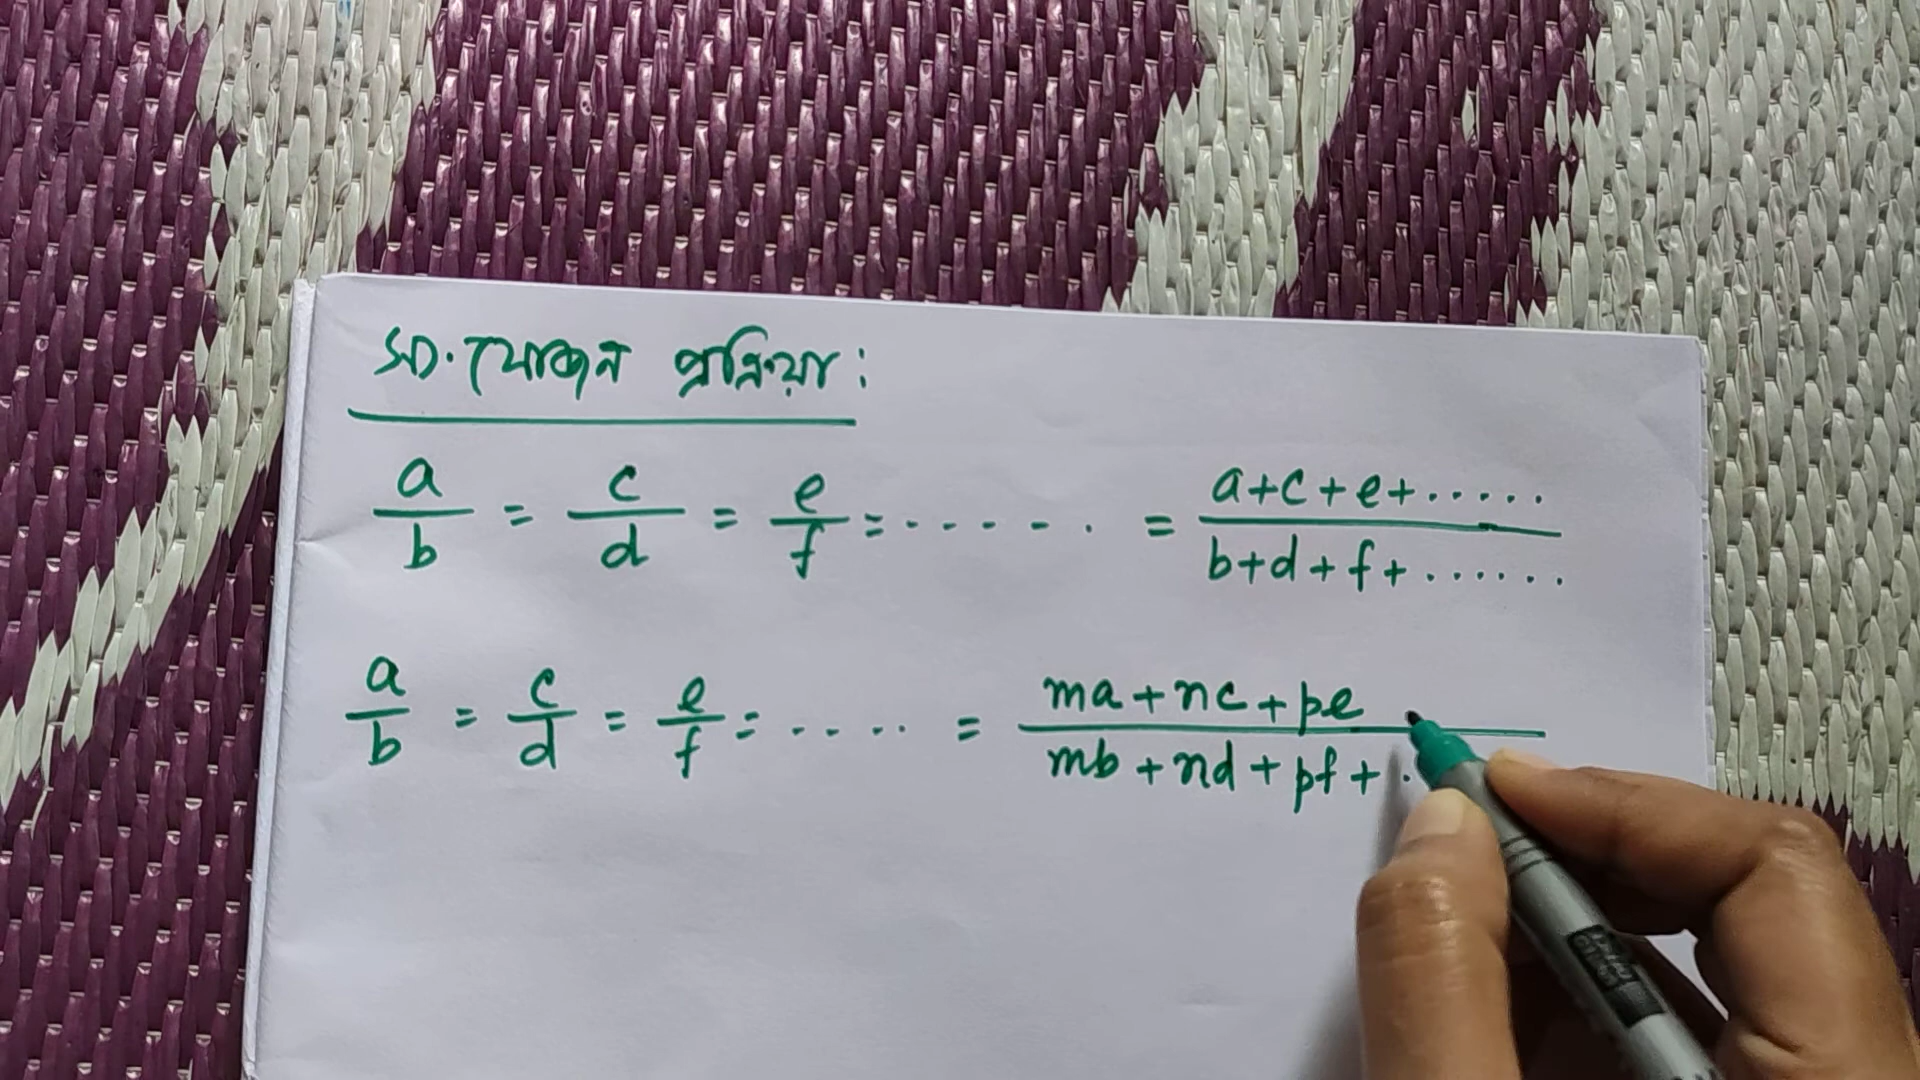 ১০. যোজন প্রক্রিয়া :
a/b = c/d = e/f = ....... = a+c+e+...../b+d+f+......
a/b = c/d = e/f = ..... = ma+nc+pe/mb+nd+pf+.